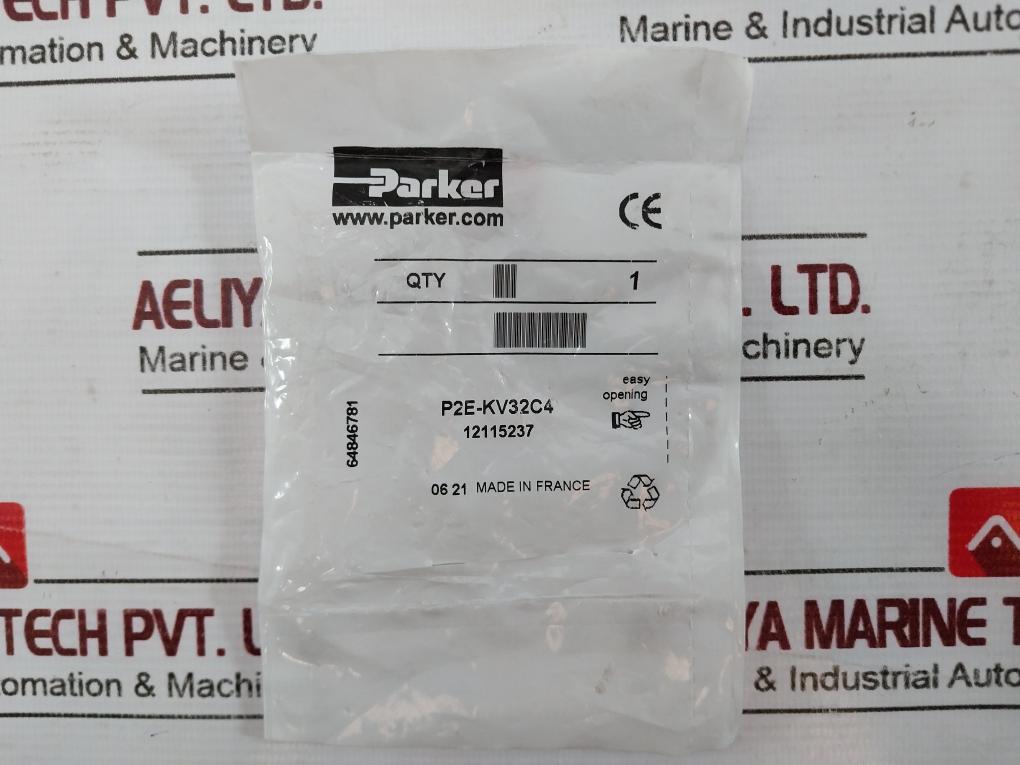 TECH PVT. LTD.
mation & Machinery
Marine & Industrial Auto
Parker
www.parker.com
CE
QTY 1
AELIY
. LTD.
Marine &
chinery
easy
opening
P2E-KV32C4
12115237
64846781
06 21 MADE IN FRANCE
TECH PVT. L
YA MARINE T
omation & Machi
& Industrial Auto